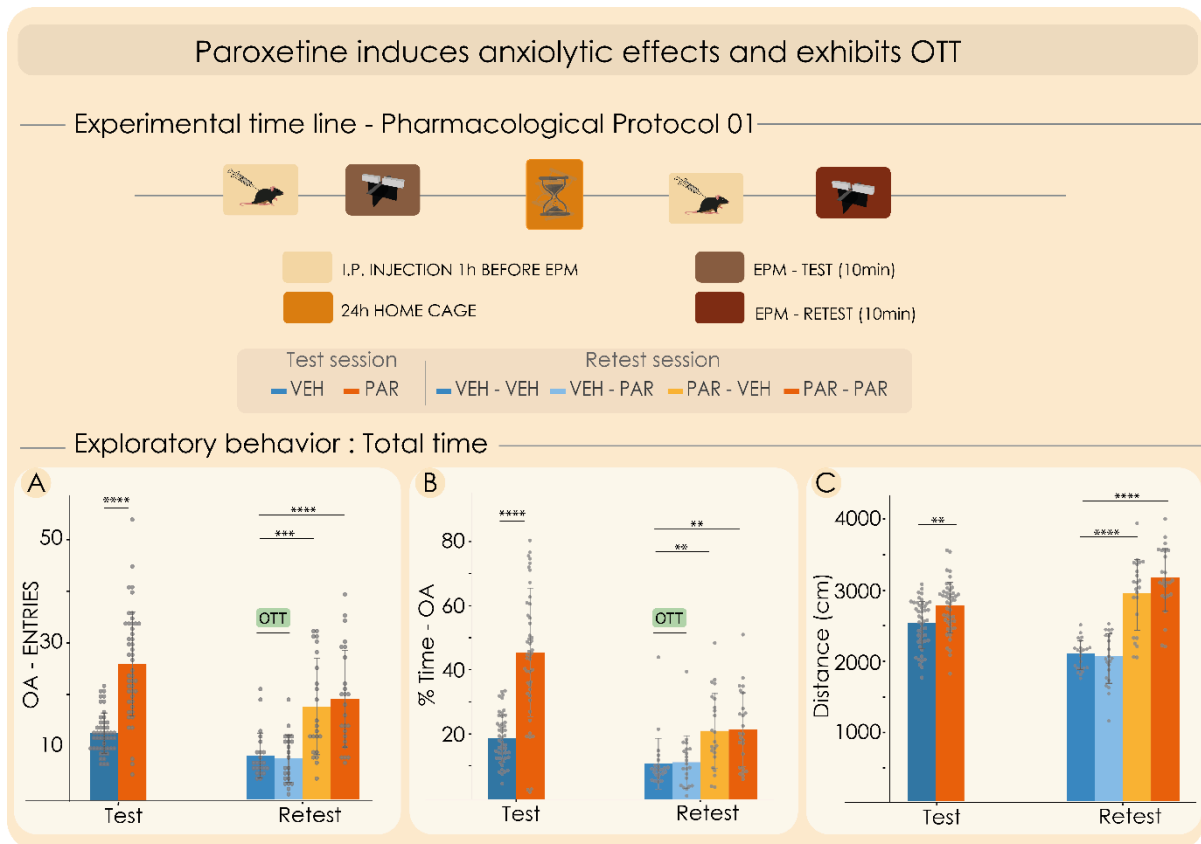 Paroxetine induces anxiolytic effects and exhibits OTT
Experimental time line - Pharmacological Protocol 01
I.P. INJECTION 1h BEFORE EPM
EPM - TEST (10min)
24h HOME CAGE
EPM - RETEST (10min)
Test session
Retest session
VEH PAR VEH - VEH VEH - PAR PAR - VEH PAR - PAR
Exploratory behavior : Total time
A
****
****
***
OTT
50
30
10
OA - ENTRIES
Test
Retest
B
****
**
**
OTT
80
60
40
20
% Time - OA
Test
Retest
C
**
****
****
4000
3000
2000
1000
Distance (cm)
Test
Retest